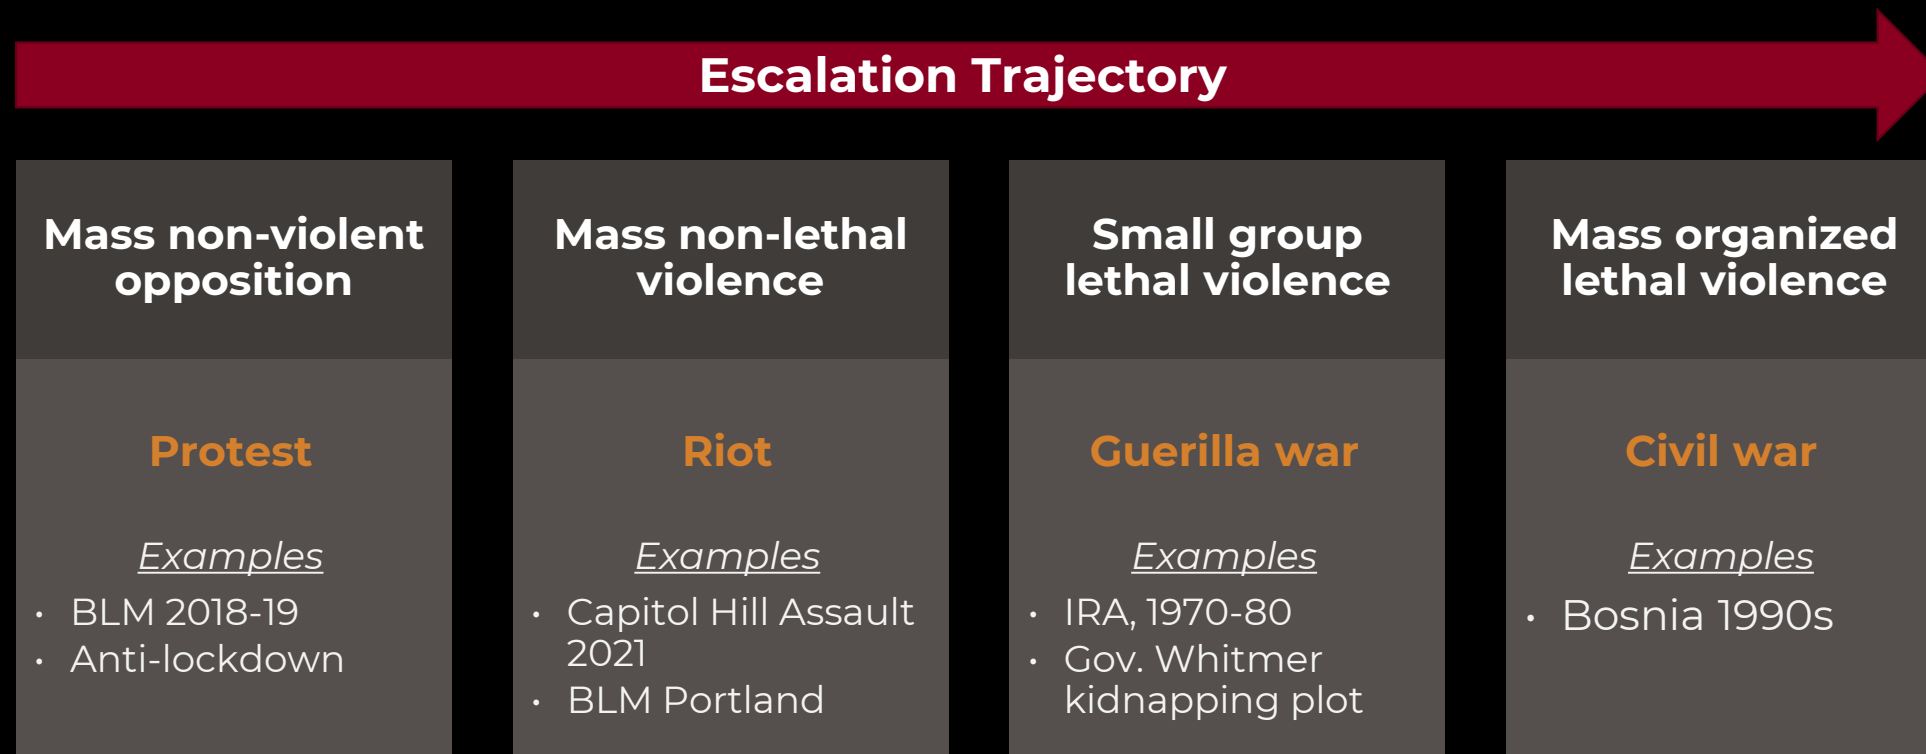 Escalation Trajectory
Mass non-violent
opposition
Protest
Examples
• BLM 2018-19
• Anti-lockdown
Mass non-lethal
violence
Riot
Examples
• Capitol Hill Assault
2021
• BLM Portland
Small group
lethal violence
Guerilla war
Examples
• IRA, 1970-80
• Gov. Whitmer
kidnapping plot
Mass organized
lethal violence
Civil war
Examples
• Bosnia 1990s